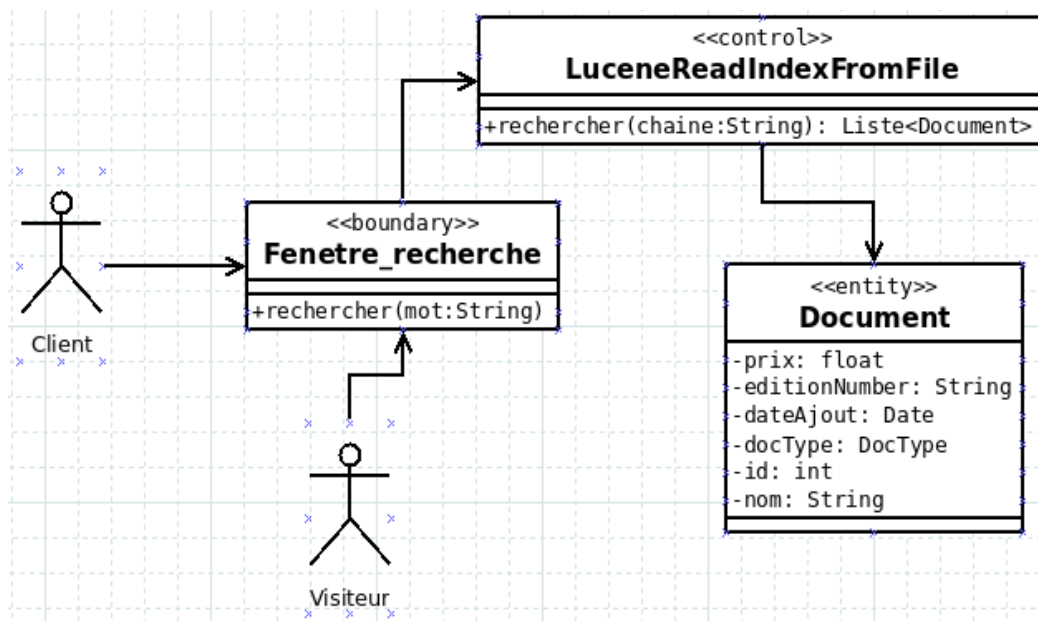 <<control>>
LuceneReadIndexFromFile
+rechercher(chaine:String): Liste<Document>
<<boundary>>
Fenetre_recherche
+rechercher(mot:String)
Client
<<entity>>
Document
-prix: float
-editionNumber: String
-dateAjout: Date
-docType: DocType
-id: int
-nom: String
Visiteur